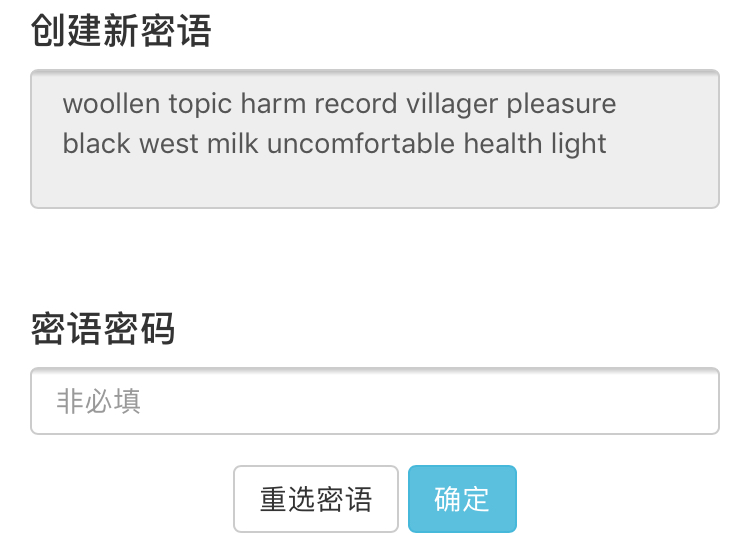 创建新密语
woollen topic harm record villager pleasure
black west milk uncomfortable health light
密语密码
非必填
重选密语
确定